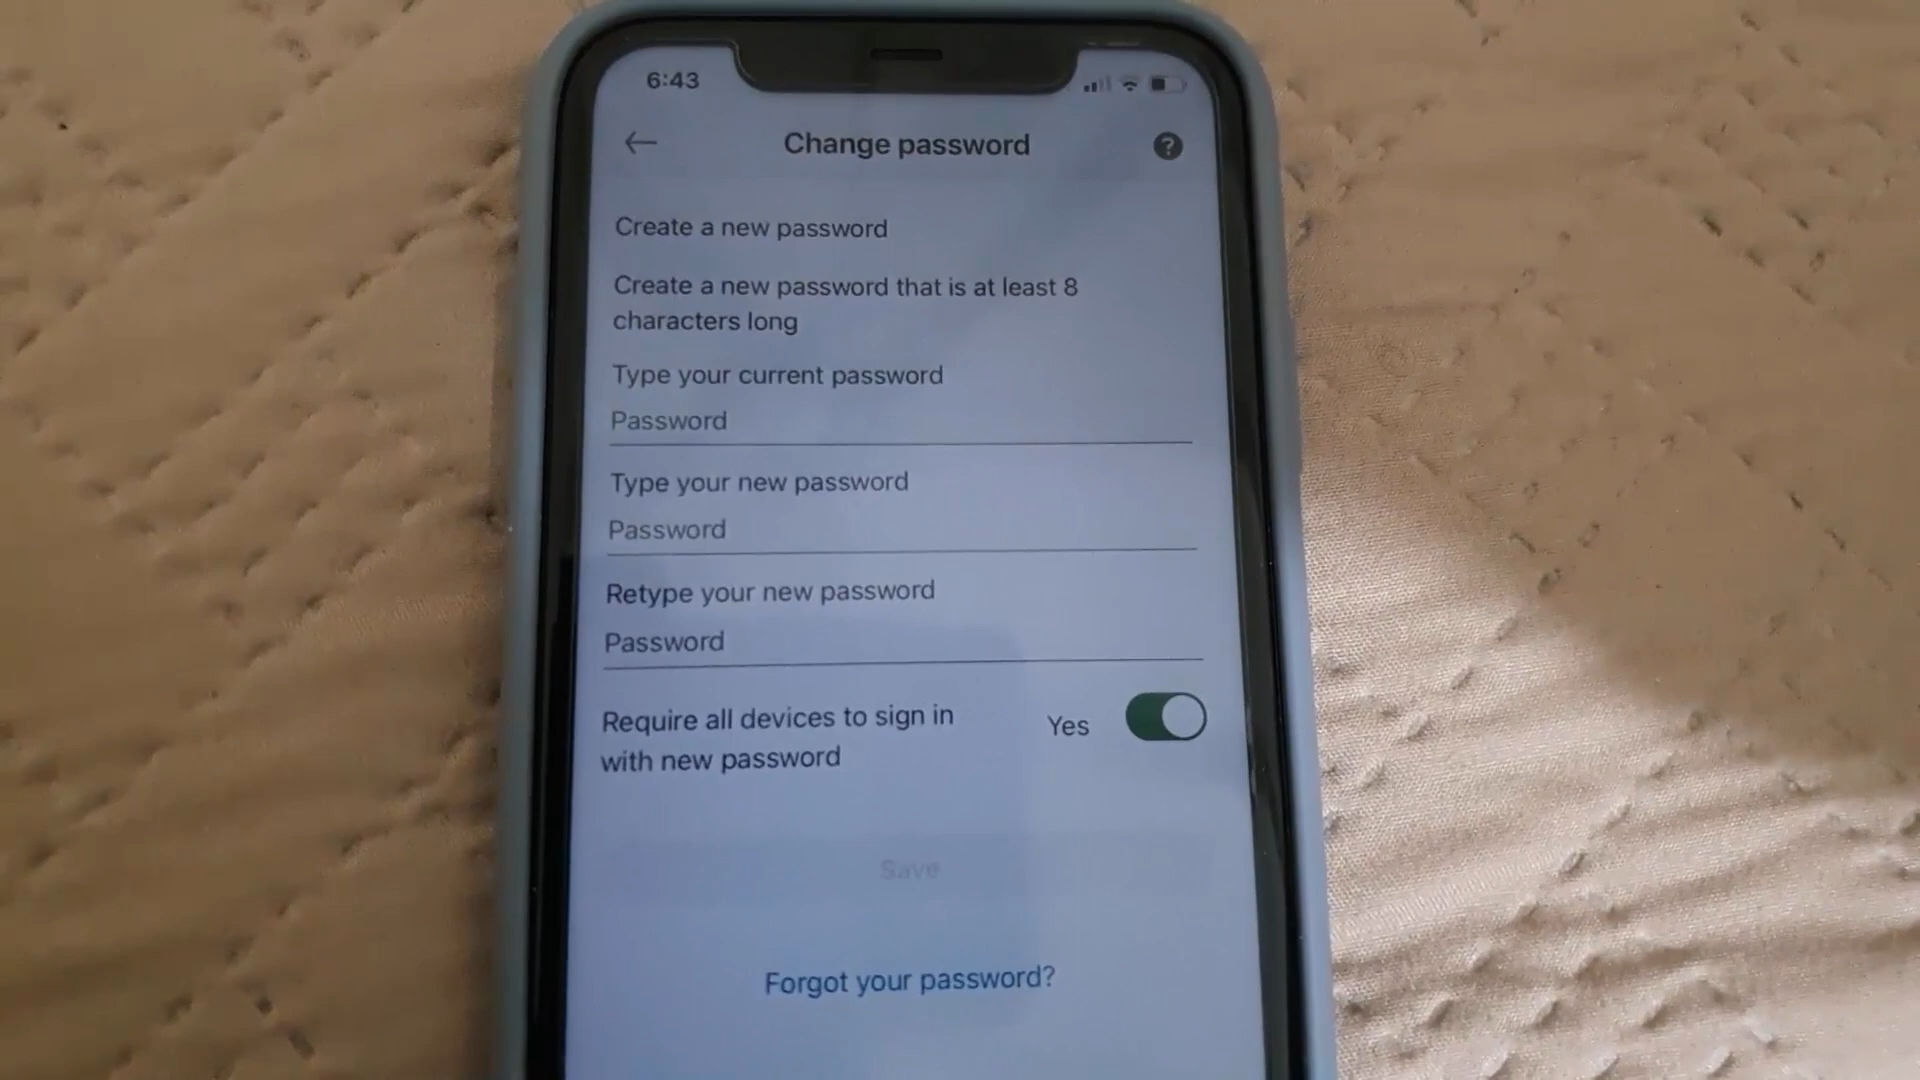 6:43
Change password
?
Create a new password
Create a new password that is at least 8
characters long
Type your current password
Password
Type your new password
Password
Retype your new password
Password
Require all devices to sign in
with new password
Yes
Save
Forgot your password?